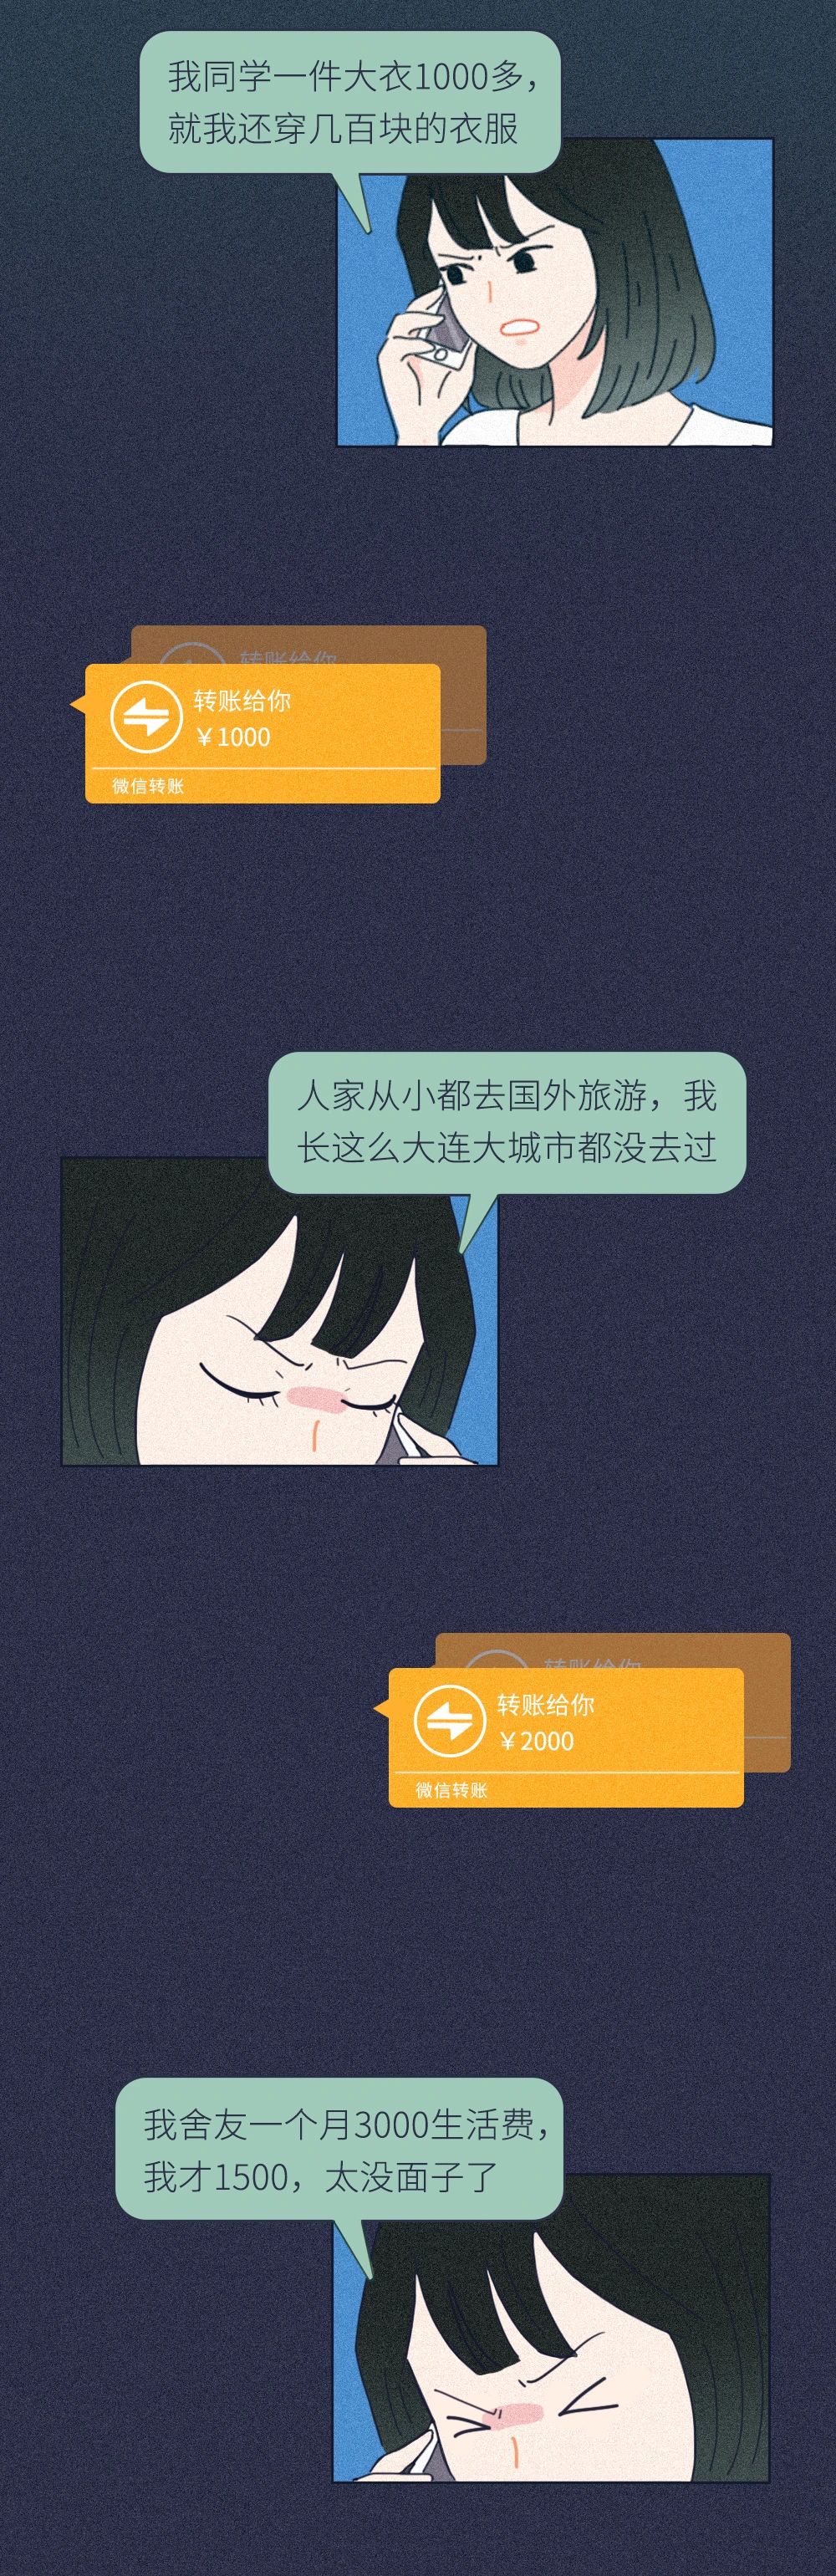 我同学一件大衣1000多，
就我还穿几百块的衣服
转账给你
转账给你
￥1000
微信转账
人家从小都去国外旅游，我
长这么大连大城市都没去过
转账给你
转账给你
￥2000
微信转账
我舍友一个月3000生活费，
我才1500，太没面子了